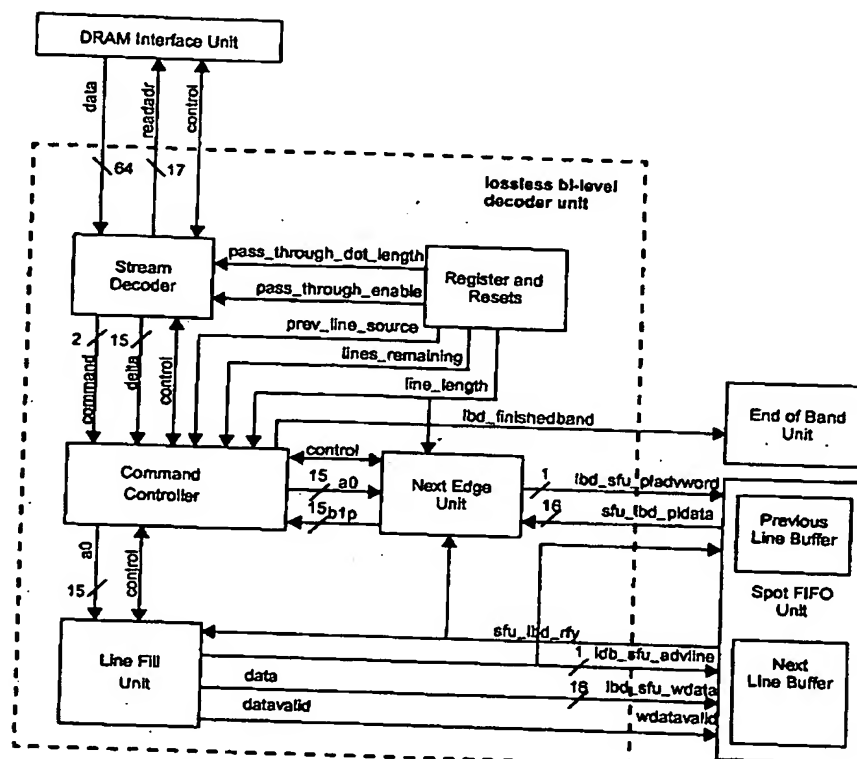 DRAM Interface Unit
data
readadr
control
64
17
lossless bi-level
decoder unit
Stream
Decoder
pass_through_dot_length
pass_through_enable
Register and
Resets
prev_line_source
lines_remaining
line_length
2
15
command
delta
control
lbd_finishedband
End of Band
Unit
Command
Controller
control
15
a0
15
b1p
Next Edge
Unit
1
lbd_sfu_pladvword
16
sfu_lbd_pldata
Previous
Line Buffer
Spot FIFO
Unit
a0
15
control
sfu_lbd_rfy
Line Fill
Unit
1
ldb_sfu_advline
data
16
lbd_sfu_wdata
datavalid
wdatavalid
Next
Line Buffer